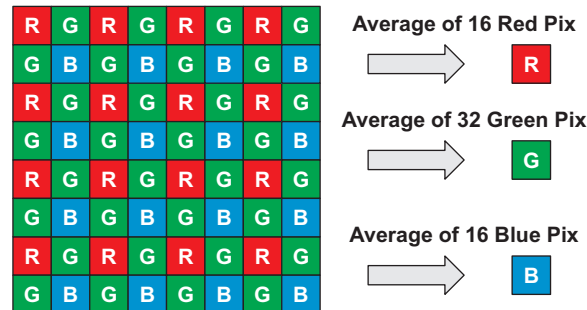 R G R G R G R G
G B G B G B G B
R G R G R G R G
G B G B G B G B
R G R G R G R G
G B G B G B G B
R G R G R G R G
G B G B G B G B
Average of 16 Red Pix
R
Average of 32 Green Pix
G
Average of 16 Blue Pix
B